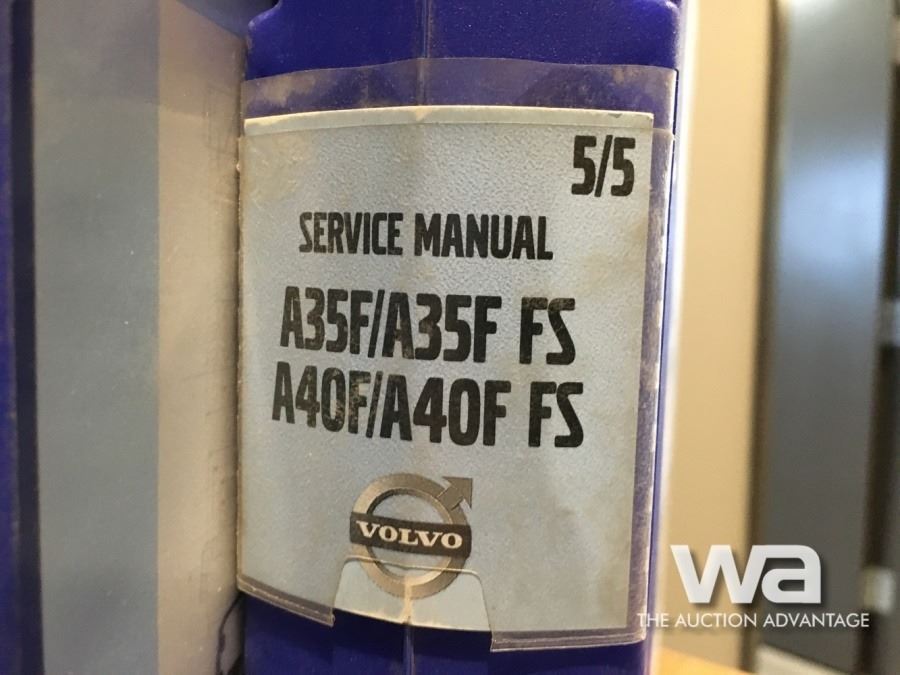 5/5
SERVICE MANUAL
A35F/A35F FS
A40F/A40F FS
VOLVO
wa
THE AUCTION ADVANTAGE